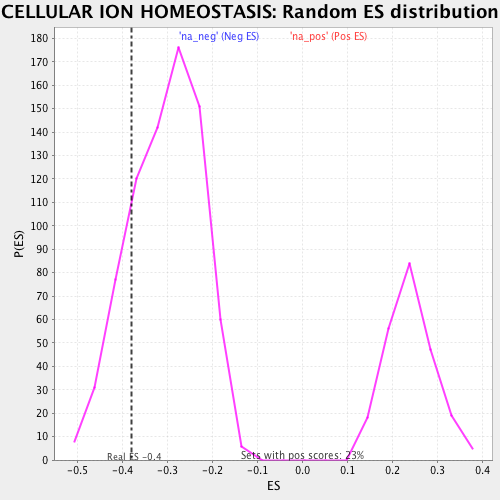 CELLULAR ION HOMEOSTASIS: Random ES distribution
'na_neg' (Neg ES) 'na_pos' (Pos ES)
180
170
160
150
140
130
120
110
100
90
80
70
60
50
40
30
20
10
0
P(ES)
Real ES -0.4
Sets with pos scores: 23%
-0.5 -0.4 -0.3 -0.2 -0.1 0.0 0.1 0.2 0.3 0.4
ES